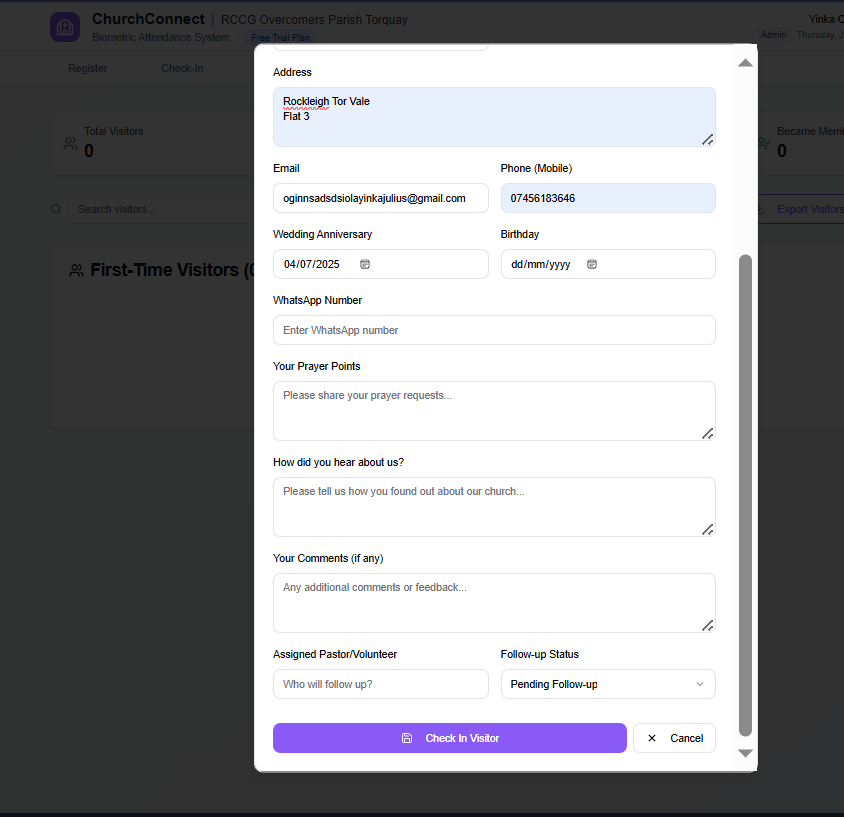 ChurchConnect | RCCG Overcomers Parish Torquay
Biometric Attendance System • Free Trial Plan
Yinka O
Admin Thursday, J
Register Check-In
Total Visitors
0
Became Mem
0
Search visitors...
Export Visitors
First-Time Visitors (0
Address
Rockleigh Tor Vale
Flat 3
Email Phone (Mobile)
oginnsadsdsiolayinkajulius@gmail.com 07456183646
Wedding Anniversary Birthday
04/07/2025 dd/mm/yyyy
WhatsApp Number
Enter WhatsApp number
Your Prayer Points
Please share your prayer requests...
How did you hear about us?
Please tell us how you found out about our church...
Your Comments (if any)
Any additional comments or feedback...
Assigned Pastor/Volunteer Follow-up Status
Who will follow up? Pending Follow-up
Check In Visitor Cancel